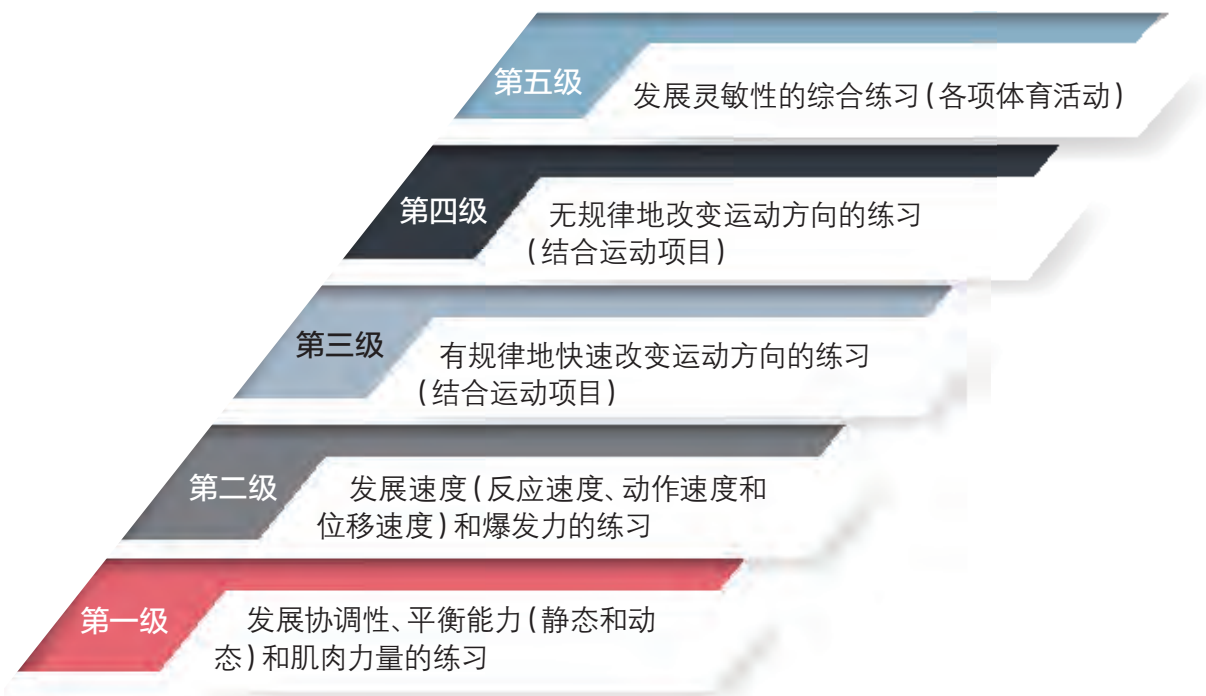 第五级
发展灵敏性的综合练习(各项体育活动)
第四级
无规律地改变运动方向的练习
(结合运动项目)
第三级
有规律地快速改变运动方向的练习
(结合运动项目)
第二级
发展速度(反应速度、动作速度和
位移速度)和爆发力的练习
第一级
发展协调性、平衡能力(静态和动
态)和肌肉力量的练习